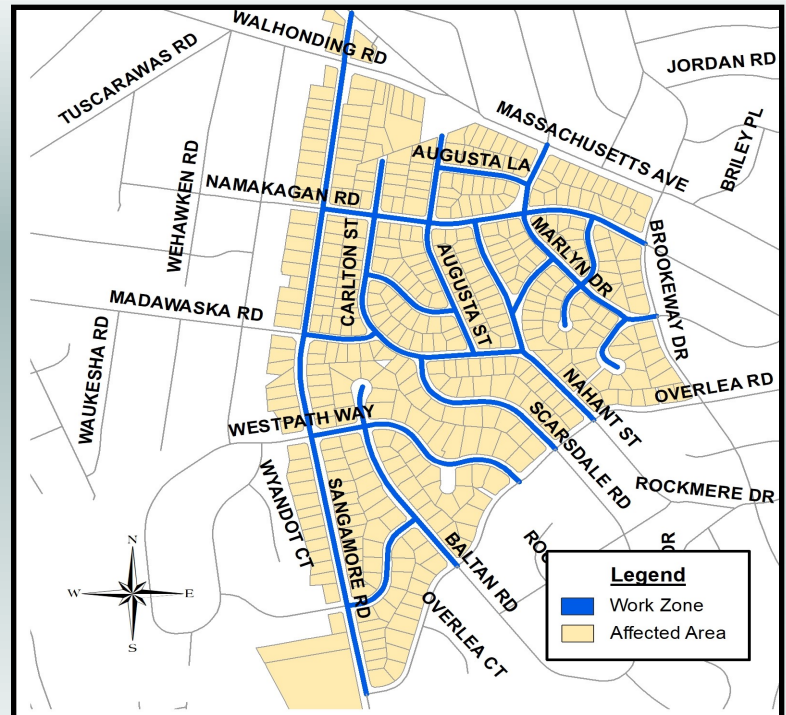 WALHONDING RD
TUSCARAWAS RD
JORDAN RD
MASSACHUSETTS AVE
BRILEY PL
AUGUSTA LA
WEHAWKEN RD
NAMAKAGAN RD
CARLTON ST
AUGUSTA ST
MARLYN DR
BROOKEWAY DR
MADAWASKA RD
WAUKESHA RD
NAHANT ST
OVERLEA RD
WESTPATH WAY
SCARSDALE RD
WYANDOT CT
SANGAMORE RD
ROCKMERE DR
BALTAN RD
DR
OVERLEA CT
N
W
E
S
Legend
Work Zone
Affected Area